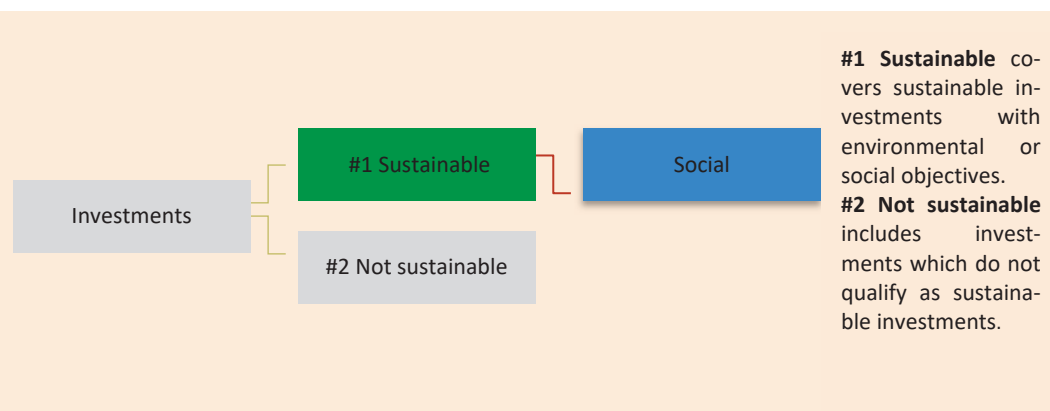 Investments
#1 Sustainable
#2 Not sustainable
Social
#1 Sustainable co-
vers sustainable in-
vestments with
environmental or
social objectives.
#2 Not sustainable
includes invest-
ments which do not
qualify as sustaina-
ble investments.